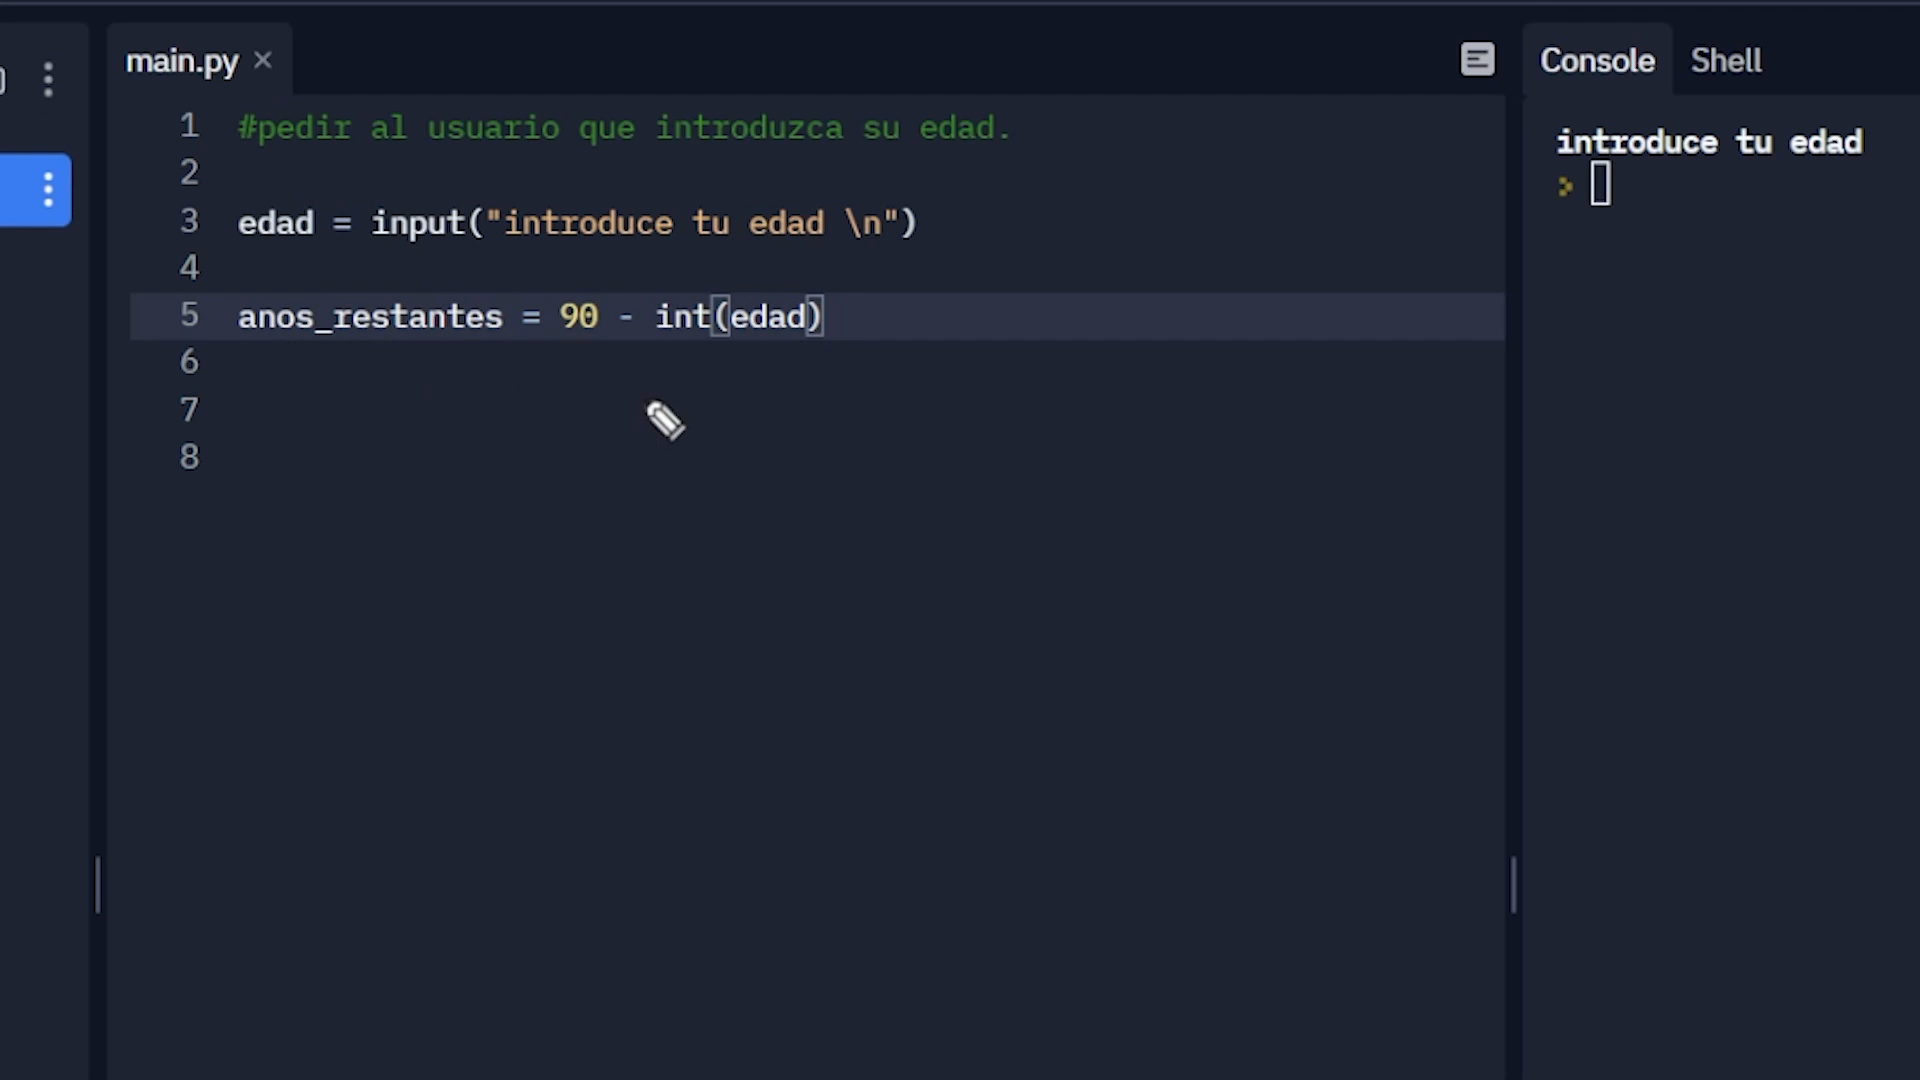 main.py
1 #pedir al usuario que introduzca su edad.
2
3 edad = input("introduce tu edad \n")
4
5 anos_restantes = 90 - int(edad)
6
7
8
Console Shell
introduce tu edad
>